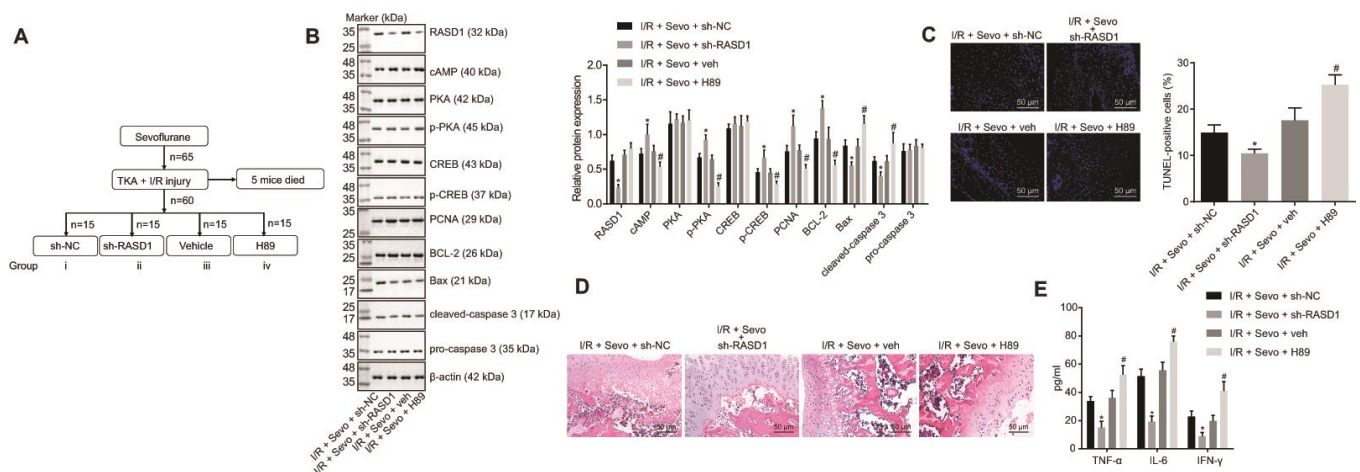 A
Sevoflurane
n=65
TKA + I/R injury
5 mice died
n=60
n=15
n=15
n=15
n=15
sh-NC
sh-RASD1
Vehicle
H89
Group
i
ii
iii
iv
B
Marker (kDa)
35
25
RASD1 (32 kDa)
48
35
cAMP (40 kDa)
48
35
PKA (42 kDa)
48
35
p-PKA (45 kDa)
48
35
CREB (43 kDa)
48
35
25
p-CREB (37 kDa)
35
25
PCNA (29 kDa)
35
25
BCL-2 (26 kDa)
25
17
Bax (21 kDa)
25
17
cleaved-caspase 3 (17 kDa)
48
35
pro-caspase 3 (35 kDa)
48
35
β-actin (42 kDa)
I/R + Sevo + sh-NC
I/R + Sevo + sh-RASD1
I/R + Sevo + veh
I/R + Sevo + H89
I/R + Sevo + sh-NC
I/R + Sevo + sh-RASD1
I/R + Sevo + veh
I/R + Sevo + H89
Relative protein expression
2.0
1.5
1.0
0.5
0.0
* * * * * * * *
# # # # # # #
RASD1
cAMP
PKA
p-PKA
CREB
p-CREB
PCNA
BCL-2
Bax
cleaved-caspase 3
pro-caspase 3
C
I/R + Sevo + sh-NC
I/R + Sevo
+
sh-RASD1
50 µm
50 µm
I/R + Sevo + veh
I/R + Sevo + H89
50 µm
50 µm
TUNEL-positive cells (%)
30
20
10
0
*
#
I/R + Sevo + sh-NC
I/R + Sevo + sh-RASD1
I/R + Sevo + veh
I/R + Sevo + H89
D
I/R + Sevo + sh-NC
I/R + Sevo
+
sh-RASD1
I/R + Sevo + veh
I/R + Sevo + H89
50 µm
50 µm
50 µm
50 µm
E
I/R + Sevo + sh-NC
I/R + Sevo + sh-RASD1
I/R + Sevo + veh
I/R + Sevo + H89
pg/ml
80
60
40
20
0
* # * # * #
TNF-α
IL-6
IFN-γ